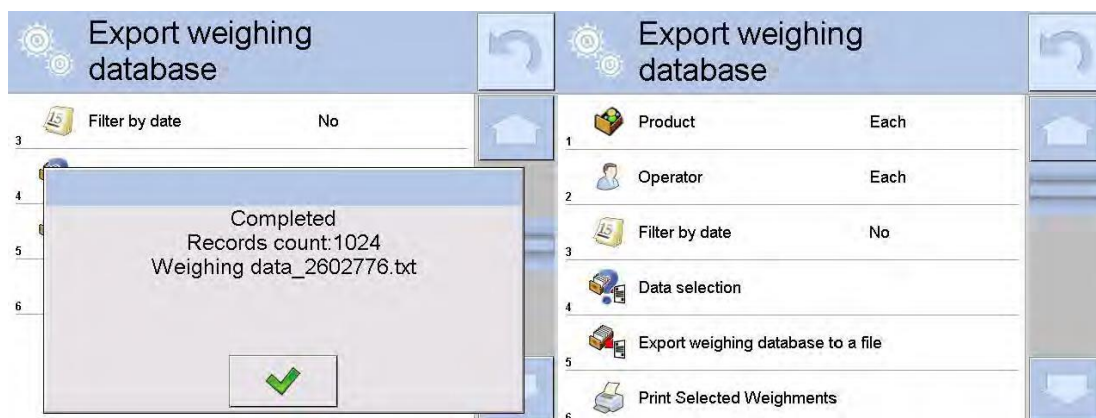 Export weighing
database
15
Filter by date No
3
4
5
6
Completed
Records count:1024
Weighing data_2602776.txt
Export weighing
database
Product Each
1
Operator Each
2
15
Filter by date No
3
Data selection
4
Export weighing database to a file
5
Print Selected Weighments
6